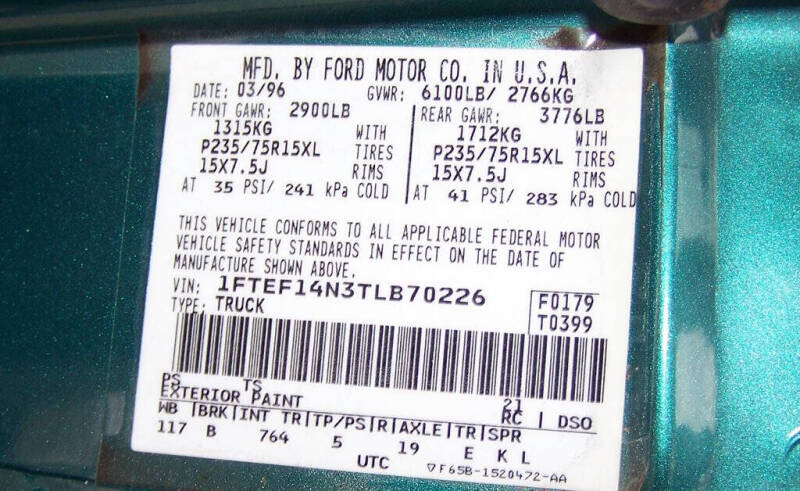 MFD. BY FORD MOTOR CO. IN U.S.A.
DATE: 03/96 GVWR: 6100LB/ 2766KG
FRONT GAWR: 2900LB REAR GAWR: 3776LB
1315KG WITH 1712KG WITH
P235/75R15XL TIRES P235/75R15XL TIRES
15X7.5J RIMS 15X7.5J RIMS
AT 35 PSI/ 241 kPa COLD AT 41 PSI/ 283 kPa COLD
THIS VEHICLE CONFORMS TO ALL APPLICABLE FEDERAL MOTOR
VEHICLE SAFETY STANDARDS IN EFFECT ON THE DATE OF
MANUFACTURE SHOWN ABOVE.
VIN: 1FTEF14N3TLB70226 F0179
TYPE: TRUCK T0399
PS TS 21
EXTERIOR PAINT RC | DSO
WB |BRK|INT TR|TP/PS|R|AXLE|TR|SPR
117 B 764 5 19 E K L
UTC ▽F65B-1520472-AA